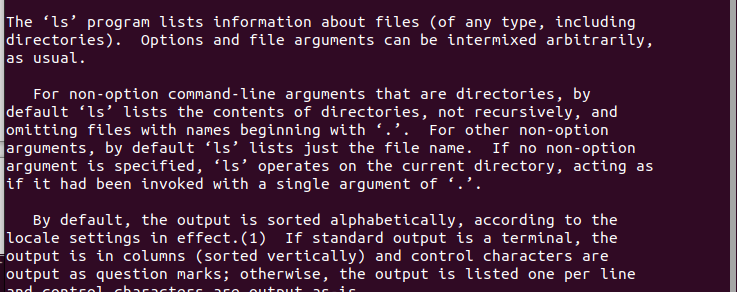 The ‘ls’ program lists information about files (of any type, including
directories).  Options and file arguments can be intermixed arbitrarily,
as usual.
For non-option command-line arguments that are directories, by
default ‘ls’ lists the contents of directories, not recursively, and
omitting files with names beginning with ‘.’.  For other non-option
arguments, by default ‘ls’ lists just the file name.  If no non-option
argument is specified, ‘ls’ operates on the current directory, acting as
if it had been invoked with a single argument of ‘.’.
By default, the output is sorted alphabetically, according to the
locale settings in effect.(1)  If standard output is a terminal, the
output is in columns (sorted vertically) and control characters are
output as question marks; otherwise, the output is listed one per line
and control characters are output as is